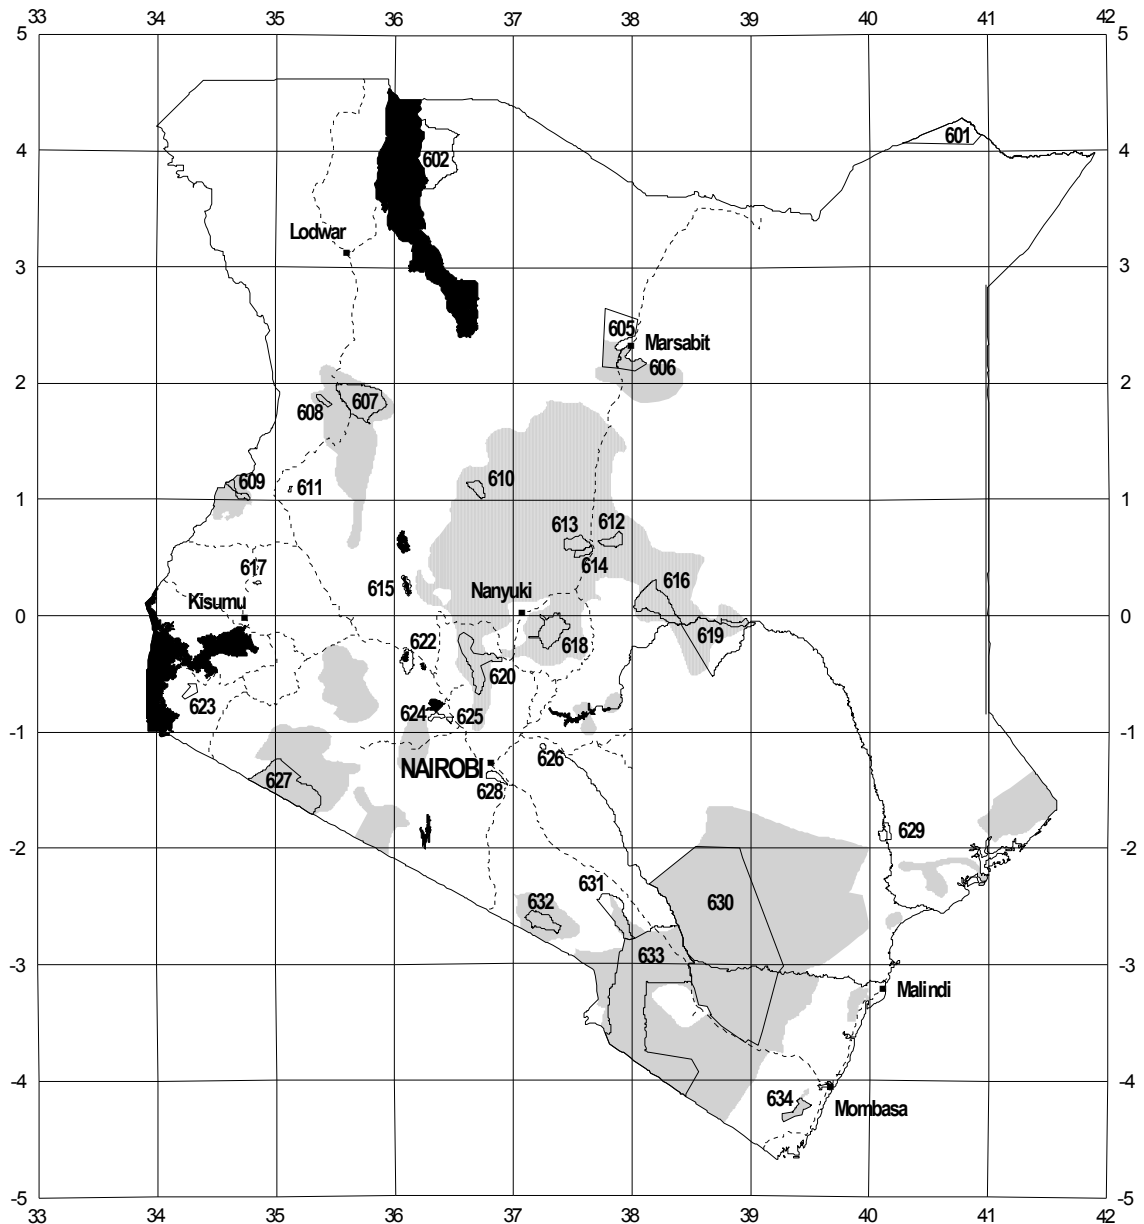 33 34 35 36 37 38 39 40 41 42
5 5
601
4 602 4
Lodwar
3 3
605
Marsabit
606
2 2
607
608
609 610
611
1 1
613 612
614
617 615 616
Nanyuki
Kisumu
0 0
618 619
622
620
623 624 625
-1 -1
626
NAIROBI
627 628
629
-2 -2
631
632 630
633
-3 -3
Malindi
-4 -4
634
Mombasa
-5 -5
33 34 35 36 37 38 39 40 41 42